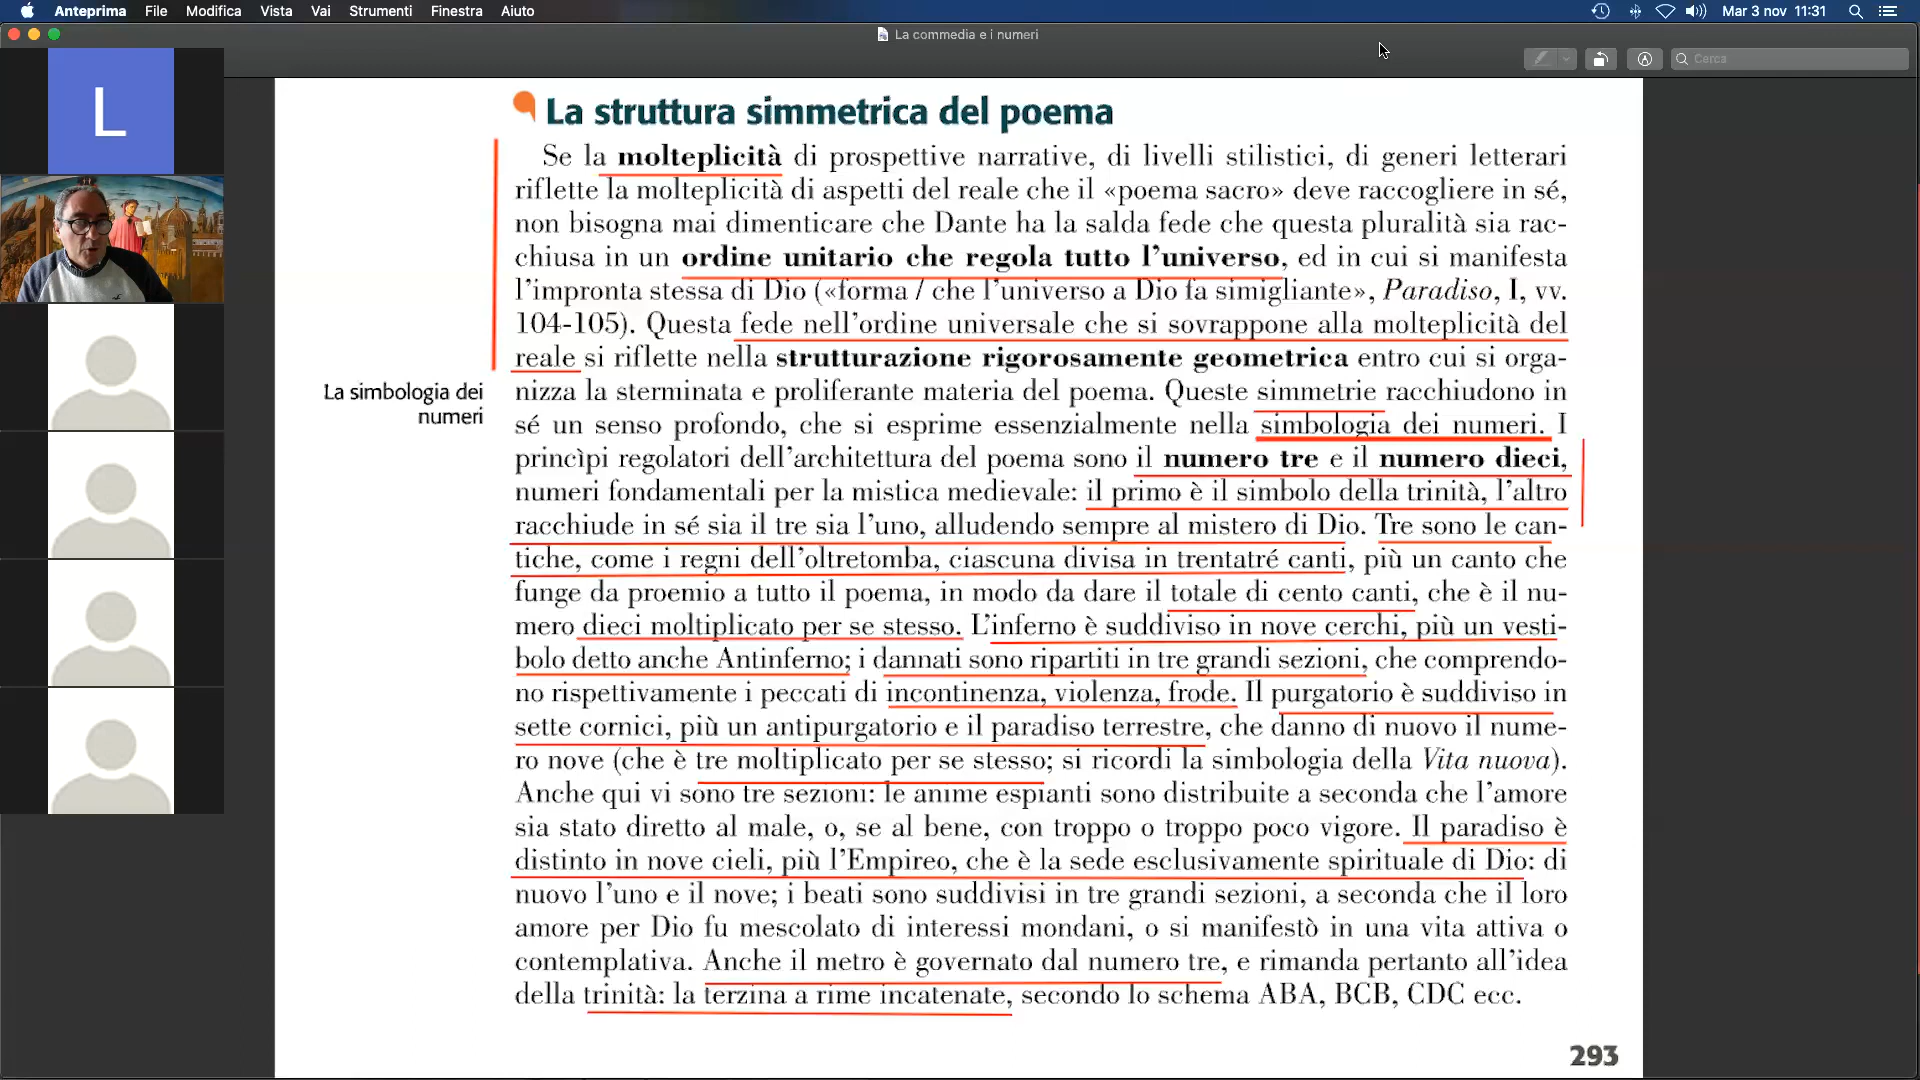 Anteprima File Modifica Vista Vai Strumenti Finestra Aiuto Mar 3 nov 11:31
La commedia e i numeri
Cerca
L
La struttura simmetrica del poema
Se la molteplicità di prospettive narrative, di livelli stilistici, di generi letterari
riflette la molteplicità di aspetti del reale che il «poema sacro» deve raccogliere in sé,
non bisogna mai dimenticare che Dante ha la salda fede che questa pluralità sia rac-
chiusa in un ordine unitario che regola tutto l'universo, ed in cui si manifesta
l'impronta stessa di Dio («forma / che l'universo a Dio fa simigliante», Paradiso, I, vv.
104-105). Questa fede nell'ordine universale che si sovrappone alla molteplicità del
reale si riflette nella strutturazione rigorosamente geometrica entro cui si orga-
La simbologia dei
numeri
nizza la sterminata e proliferante materia del poema. Queste simmetrie racchiudono in
sé un senso profondo, che si esprime essenzialmente nella simbologia dei numeri. I
princìpi regolatori dell'architettura del poema sono il numero tre e il numero dieci,
numeri fondamentali per la mistica medievale: il primo è il simbolo della trinità, l'altro
racchiude in sé sia il tre sia l'uno, alludendo sempre al mistero di Dio. Tre sono le can-
tiche, come i regni dell'oltretomba, ciascuna divisa in trentatré canti, più un canto che
funge da proemio a tutto il poema, in modo da dare il totale di cento canti, che è il nu-
mero dieci moltiplicato per se stesso. L'inferno è suddiviso in nove cerchi, più un vesti-
bolo detto anche Antinferno; i dannati sono ripartiti in tre grandi sezioni, che comprendo-
no rispettivamente i peccati di incontinenza, violenza, frode. Il purgatorio è suddiviso in
sette cornici, più un antipurgatorio e il paradiso terrestre, che danno di nuovo il nume-
ro nove (che è tre moltiplicato per se stesso; si ricordi la simbologia della Vita nuova).
Anche qui vi sono tre sezioni: le anime espianti sono distribuite a seconda che l'amore
sia stato diretto al male, o, se al bene, con troppo o troppo poco vigore. Il paradiso è
distinto in nove cieli, più l'Empireo, che è la sede esclusivamente spirituale di Dio: di
nuovo l'uno e il nove; i beati sono suddivisi in tre grandi sezioni, a seconda che il loro
amore per Dio fu mescolato di interessi mondani, o si manifestò in una vita attiva o
contemplativa. Anche il metro è governato dal numero tre, e rimanda pertanto all'idea
della trinità: la terzina a rime incatenate, secondo lo schema ABA, BCB, CDC ecc.
293